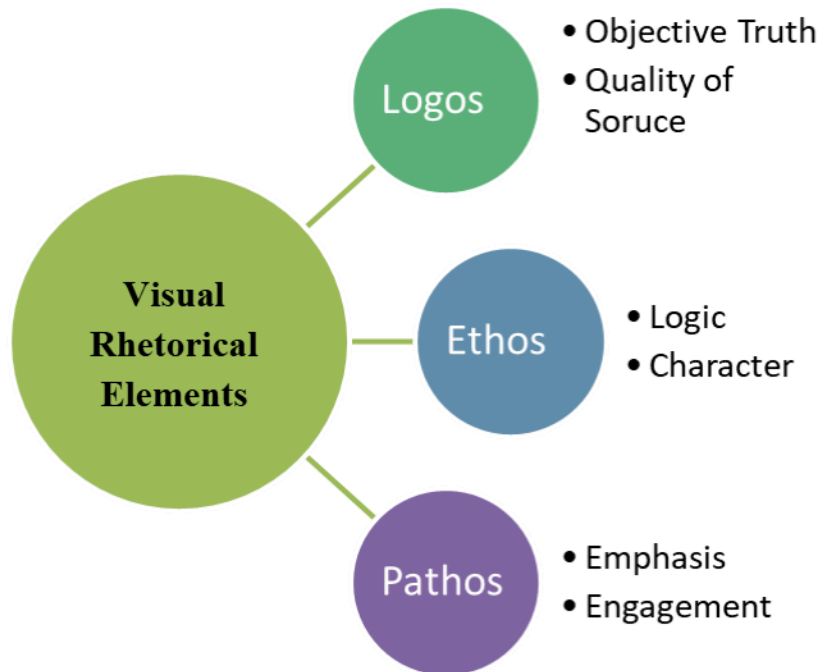 Visual
Rhetorical
Elements
Logos
• Objective Truth
• Quality of
Soruce
Ethos
• Logic
• Character
Pathos
• Emphasis
• Engagement